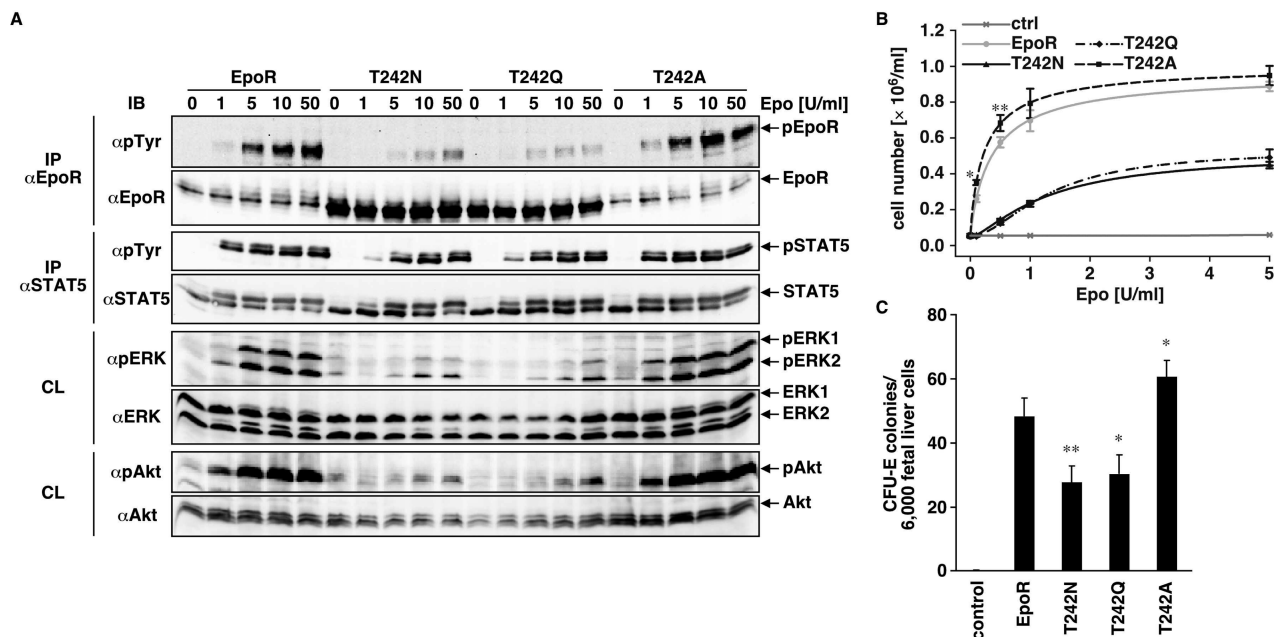 A
EpoR T242N T242Q T242A
IB 0 1 5 10 50 0 1 5 10 50 0 1 5 10 50 0 1 5 10 50 Epo [U/ml]
IP αEpoR
αpTyr
pEpoR
αEpoR
EpoR
IP αSTAT5
αpTyr
pSTAT5
αSTAT5
STAT5
CL
αpERK
pERK1
pERK2
αERK
ERK1
ERK2
CL
αpAkt
pAkt
αAkt
Akt
B
ctrl
EpoR T242Q
T242N T242A
cell number [× 10⁶/ml]
1.2
1.0
0.8
0.6
0.4
0.2
0.0
*
**
0 1 2 3 4 5
Epo [U/ml]
C
CFU-E colonies/
6,000 fetal liver cells
80
60
40
20
0
**
*
*
control
EpoR
T242N
T242Q
T242A